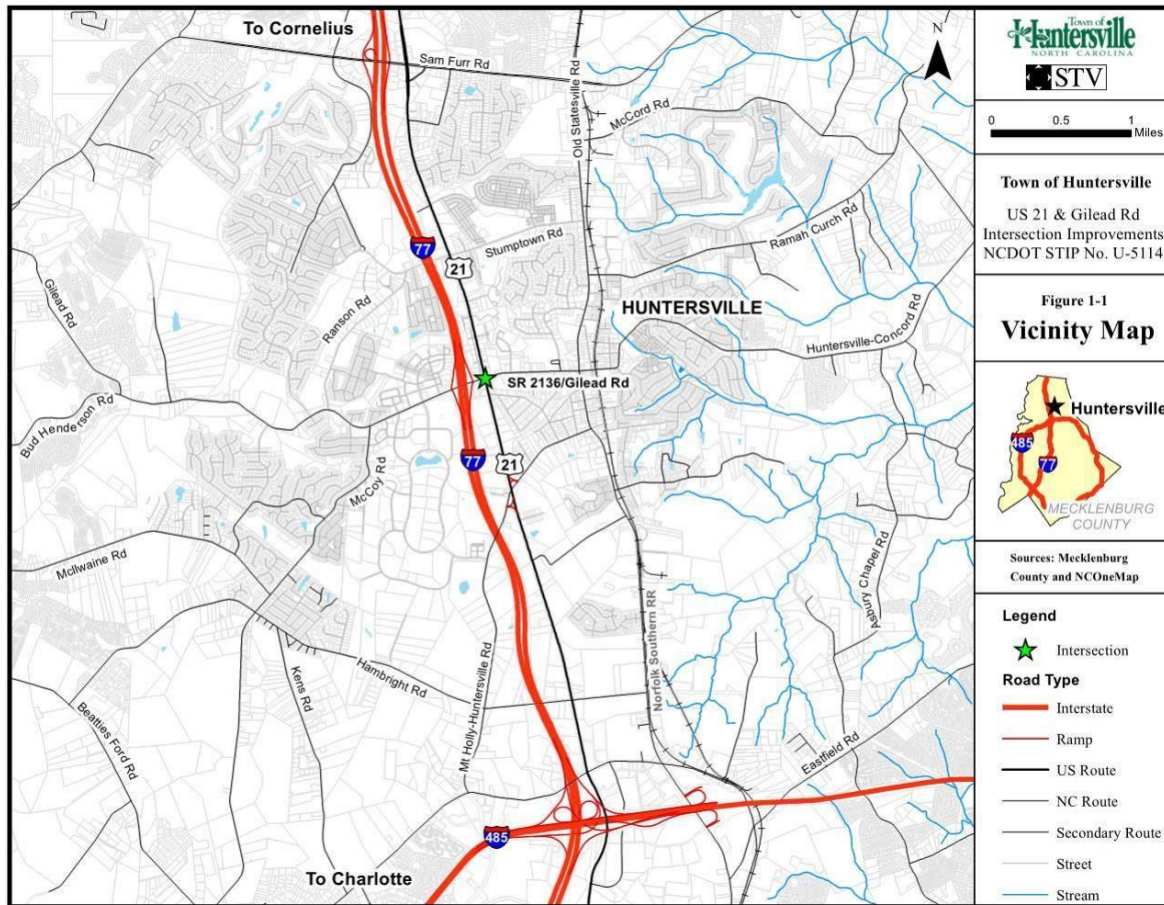 To Cornelius
Sam Furr Rd
Old Statesville Rd
McCord Rd
N
77
21
Stumptown Rd
Ramah Curch Rd
Gilead Rd
Ranson Rd
HUNTERSVILLE
Huntersville-Concord Rd
SR 2136/Gilead Rd
Bud Henderson Rd
77
21
McCoy Rd
McIlwaine Rd
Asbury Chapel Rd
Norfolk Southern RR
Hambright Rd
Kens Rd
Mt Holly-Huntersville Rd
Beatties Ford Rd
Eastfield Rd
485
To Charlotte
Town of
Huntersville
NORTH CAROLINA
STV
0 0.5 1
Miles
Town of Huntersville
US 21 & Gilead Rd
Intersection Improvements
NCDOT STIP No. U-5114
Figure 1-1
Vicinity Map
Huntersville
485
77
MECKLENBURG
COUNTY
Sources: Mecklenburg
County and NCOneMap
Legend
Intersection
Road Type
Interstate
Ramp
US Route
NC Route
Secondary Route
Street
Stream